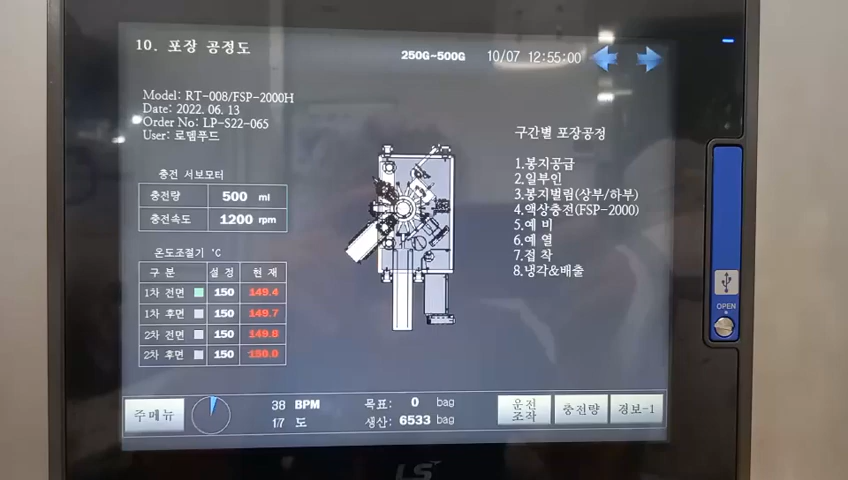 10. 포장 공정도
250G~500G 10/07 12:55:00
Model: RT-008/FSP-2000H
Date: 2022. 06. 13
Order No: LP-S22-065
User: 로뎀푸드
충전 서보모터
충전량 500 ml
충전속도 1200 rpm
온도조절기 ℃
구 분 설 정 현 재
1차 전면 150 149.4
1차 후면 150 149.7
2차 전면 150 149.8
2차 후면 150 150.0
구간별 포장공정
1.봉지공급
2.일부인
3.봉지벌림(상부/하부)
4.액상충전(FSP-2000)
5.예 비
6.예 열
7.접 착
8.냉각&배출
OPEN
주메뉴
38 BPM
177 도
목표: 0 bag
생산: 6533 bag
운전
조작
충전량
경보-1
LS